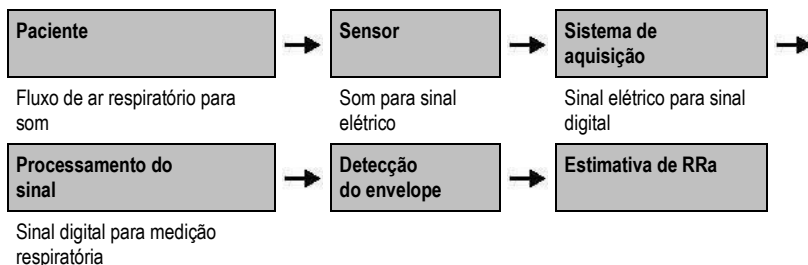 Paciente
Sensor
Sistema de
aquisição
Fluxo de ar respiratório para
som
Som para sinal
elétrico
Sinal elétrico para sinal
digital
Processamento do
sinal
Detecção
do envelope
Estimativa de RRa
Sinal digital para medição
respiratória